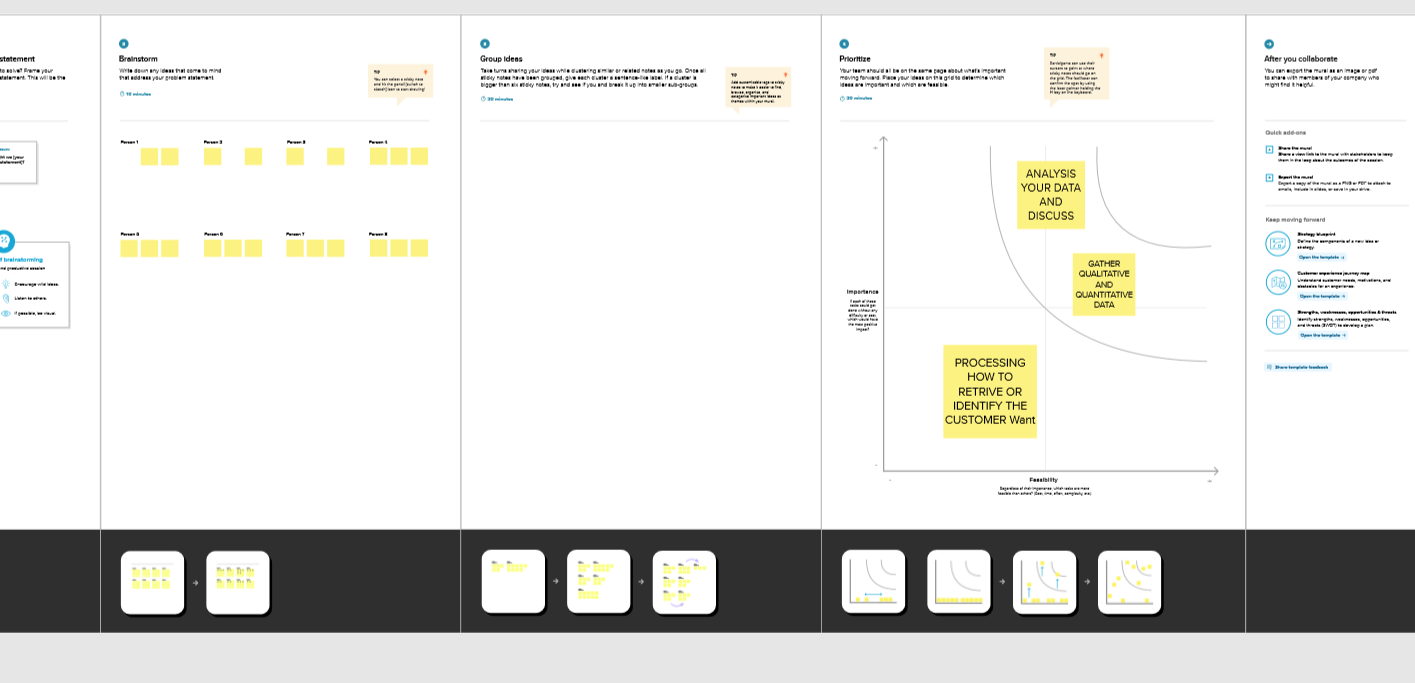 statement
to solve? Frame your
statement. This will be the
Encourage wild ideas.
Listen to others.
If possible, be visual.
Brainstorm
Write down any ideas that come to mind
that address your problem statement.
10 minutes
TIP
You can select a sticky note
Person 1
Person 2
Person 3
Person 4
Person 5
Person 6
Person 7
Person 8
Group Ideas
Take turns sharing your ideas while clustering similar or related notes as you go. Once all
sticky notes have been grouped, give each cluster a sentence-like label. If a cluster is
bigger than six sticky notes, try and see if you and break it up into smaller sub-groups.
20 minutes
TIP
Add customizable tags to sticky
notes to make it easier to find,
browse, organize, and
categorize important ideas as
themes within your mural.
Prioritize
Your team should all be on the same page about what's important
moving forward. Place your ideas on this grid to determine which
ideas are important and which are feasible.
20 minutes
TIP
Participants can use their
cursors to point at where
sticky notes should go on
the grid. The facilitator can
confirm the spot by using
the laser pointer holding the
H key on the keyboard.
ANALYSIS
YOUR DATA
AND
DISCUSS
GATHER
QUALITATIVE
AND
QUANTITATIVE
DATA
Importance
If each of these
tasks could get
done without any
difficulty or cost,
which would have
the most positive
impact?
PROCESSING
HOW TO
RETRIVE OR
IDENTIFY THE
CUSTOMER Want
Feasibility
Regardless of their importance, which tasks are more
feasible than others? (Cost, time, effort, complexity, etc.)
After you collaborate
You can export the mural as an image or pdf
to share with members of your company who
might find it helpful.
Quick add-ons
Share the mural
Share a view link to the mural with stakeholders to keep
them in the loop about the outcomes of the session.
Export the mural
Export a copy of the mural as a PNG or PDF to attach to
emails, include in slides, or save in your drive.
Keep moving forward
Strategy blueprint
Define the components of a new idea or
strategy.
Open the template →
Customer experience journey map
Understand customer needs, motivations, and
obstacles for an experience.
Open the template →
Strengths, weaknesses, opportunities & threats
Identify strengths, weaknesses, opportunities,
and threats (SWOT) to develop a plan.
Open the template →
Share template feedback